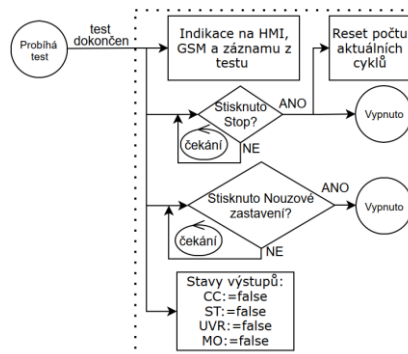 Probíhá
test
test
dokončen
Indikace na HMI,
GSM a záznamu z
testu
Reset počtu
aktuálních
cyklů
Stisknuto
Stop?
ANO
NE
čekání
Vypnuto
Stisknuto Nouzové
zastavení?
ANO
NE
čekání
Vypnuto
Stavy výstupů:
CC:=false
ST:=false
UVR:=false
MO:=false